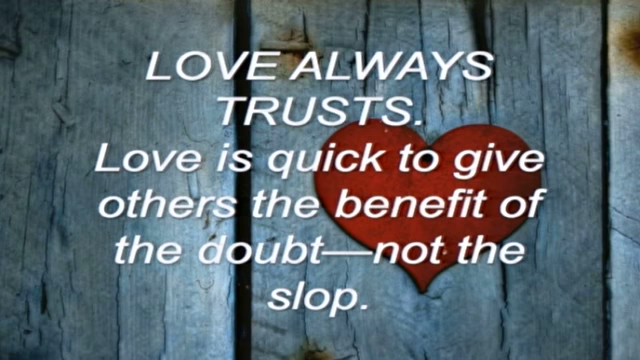 LOVE ALWAYS
TRUSTS.
Love is quick to give
others the benefit of
the doubt—not the
slop.